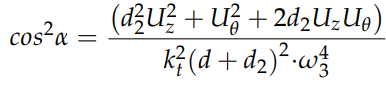 cos²α = (d₂²U_z² + U_θ² + 2d₂U_zU_θ) / k_t²(d + d₂)²·ω₃⁴